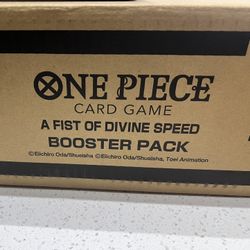 ONE PIECE
CARD GAME
A FIST OF DIVINE SPEED
BOOSTER PACK
©Eiichiro Oda/Shueisha ©Eiichiro Oda/Shueisha, Toei Animation